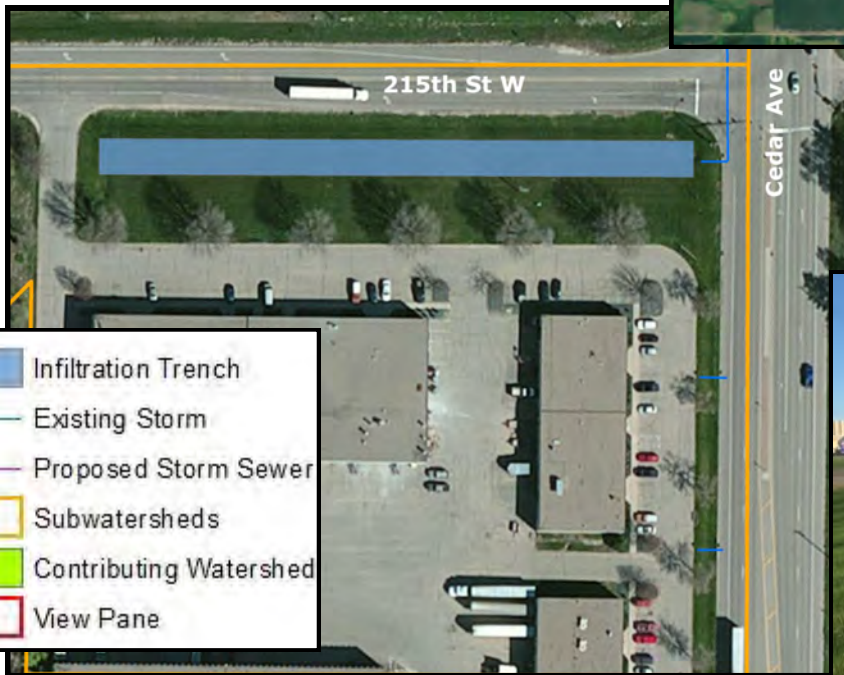 215th St W
Cedar Ave
Infiltration Trench
Existing Storm
Proposed Storm Sewer
Subwatersheds
Contributing Watershed
View Pane